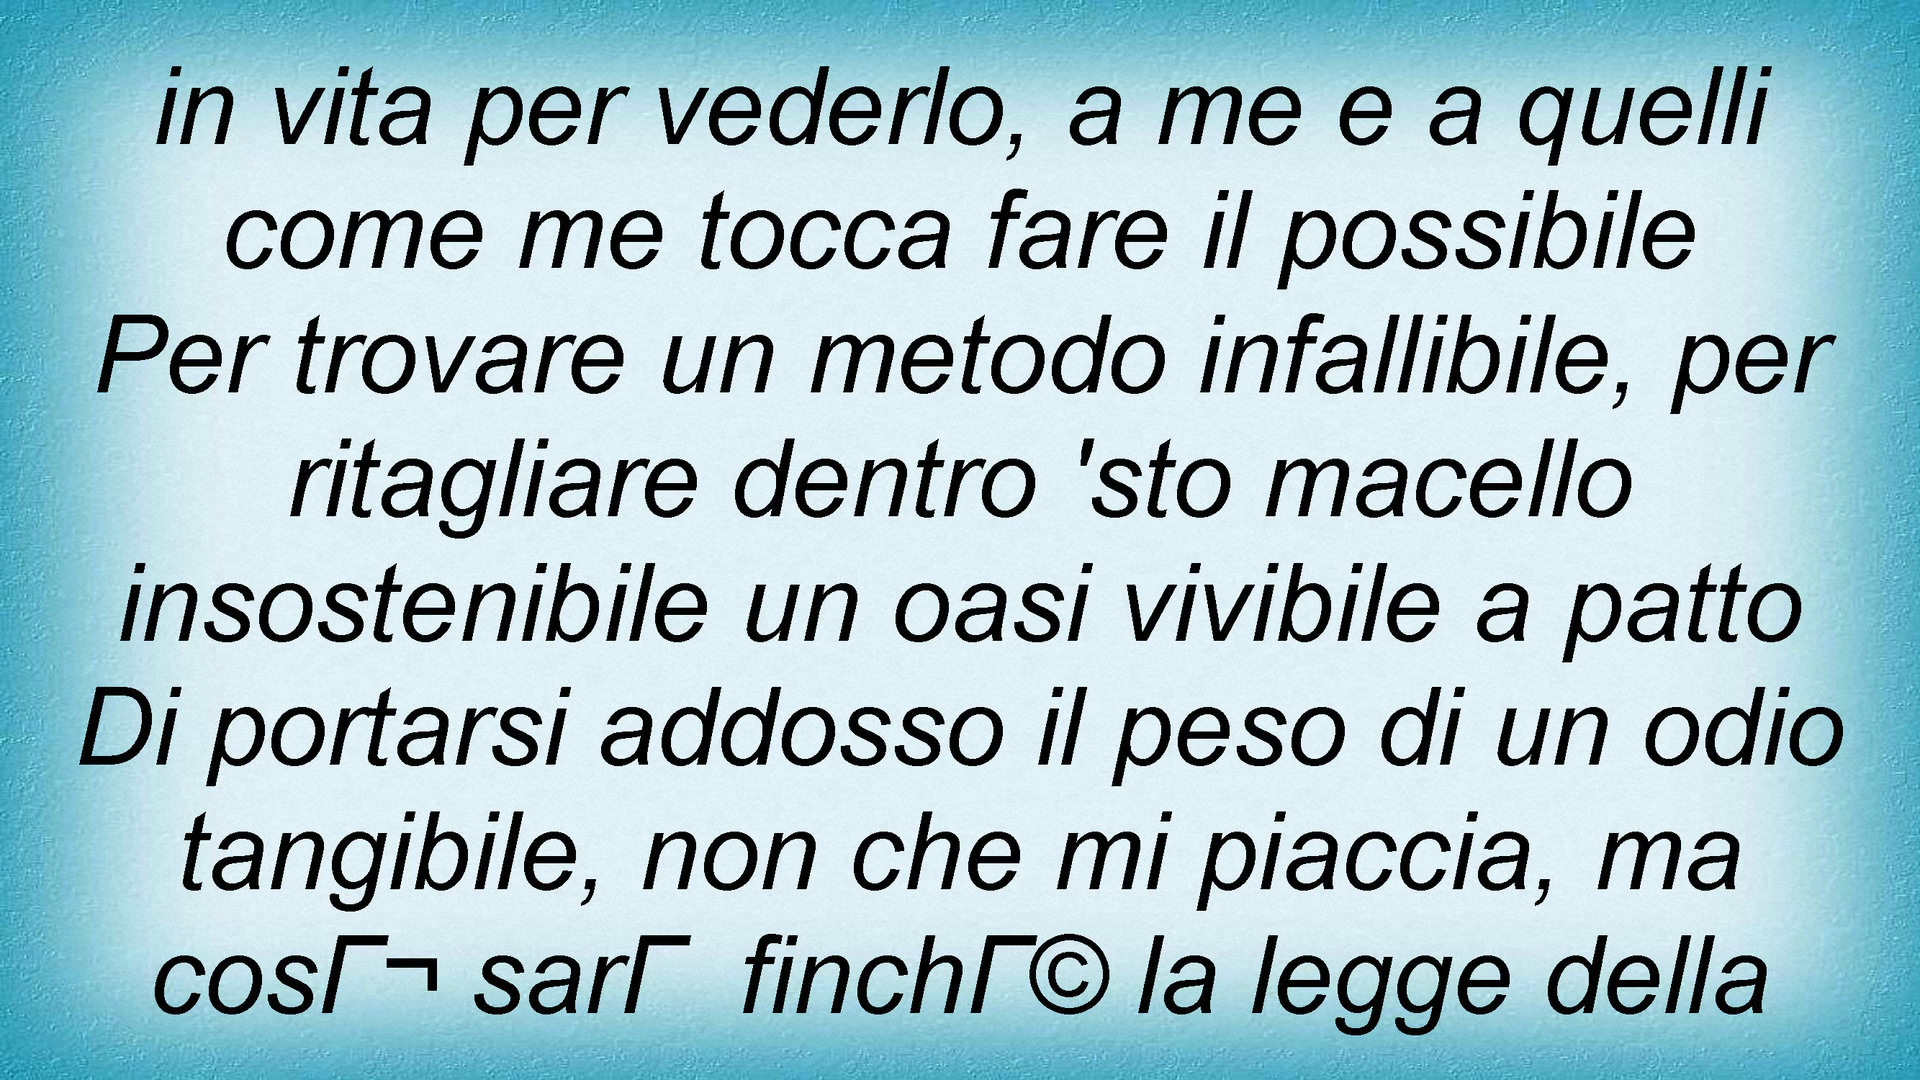 in vita per vederlo, a me e a quelli
come me tocca fare il possibile
Per trovare un metodo infallibile, per
ritagliare dentro 'sto macello
insostenibile un oasi vivibile a patto
Di portarsi addosso il peso di un odio
tangibile, non che mi piaccia, ma
cosΓ¬ sarΓ  finchΓ© la legge della